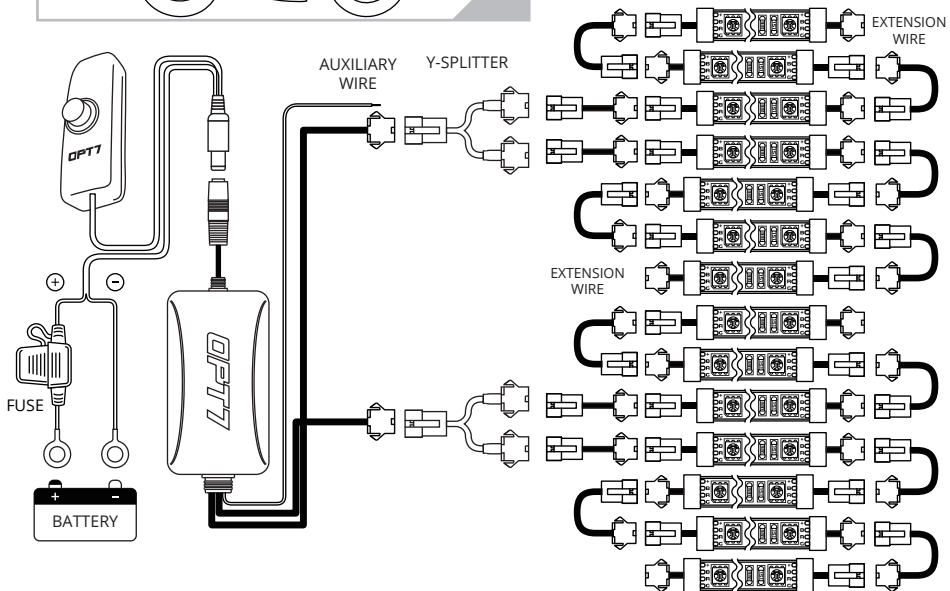 EXTENSION
WIRE
AUXILIARY
WIRE
Y-SPLITTER
OPT7
EXTENSION
WIRE
+
−
OPT7
FUSE
+
−
BATTERY